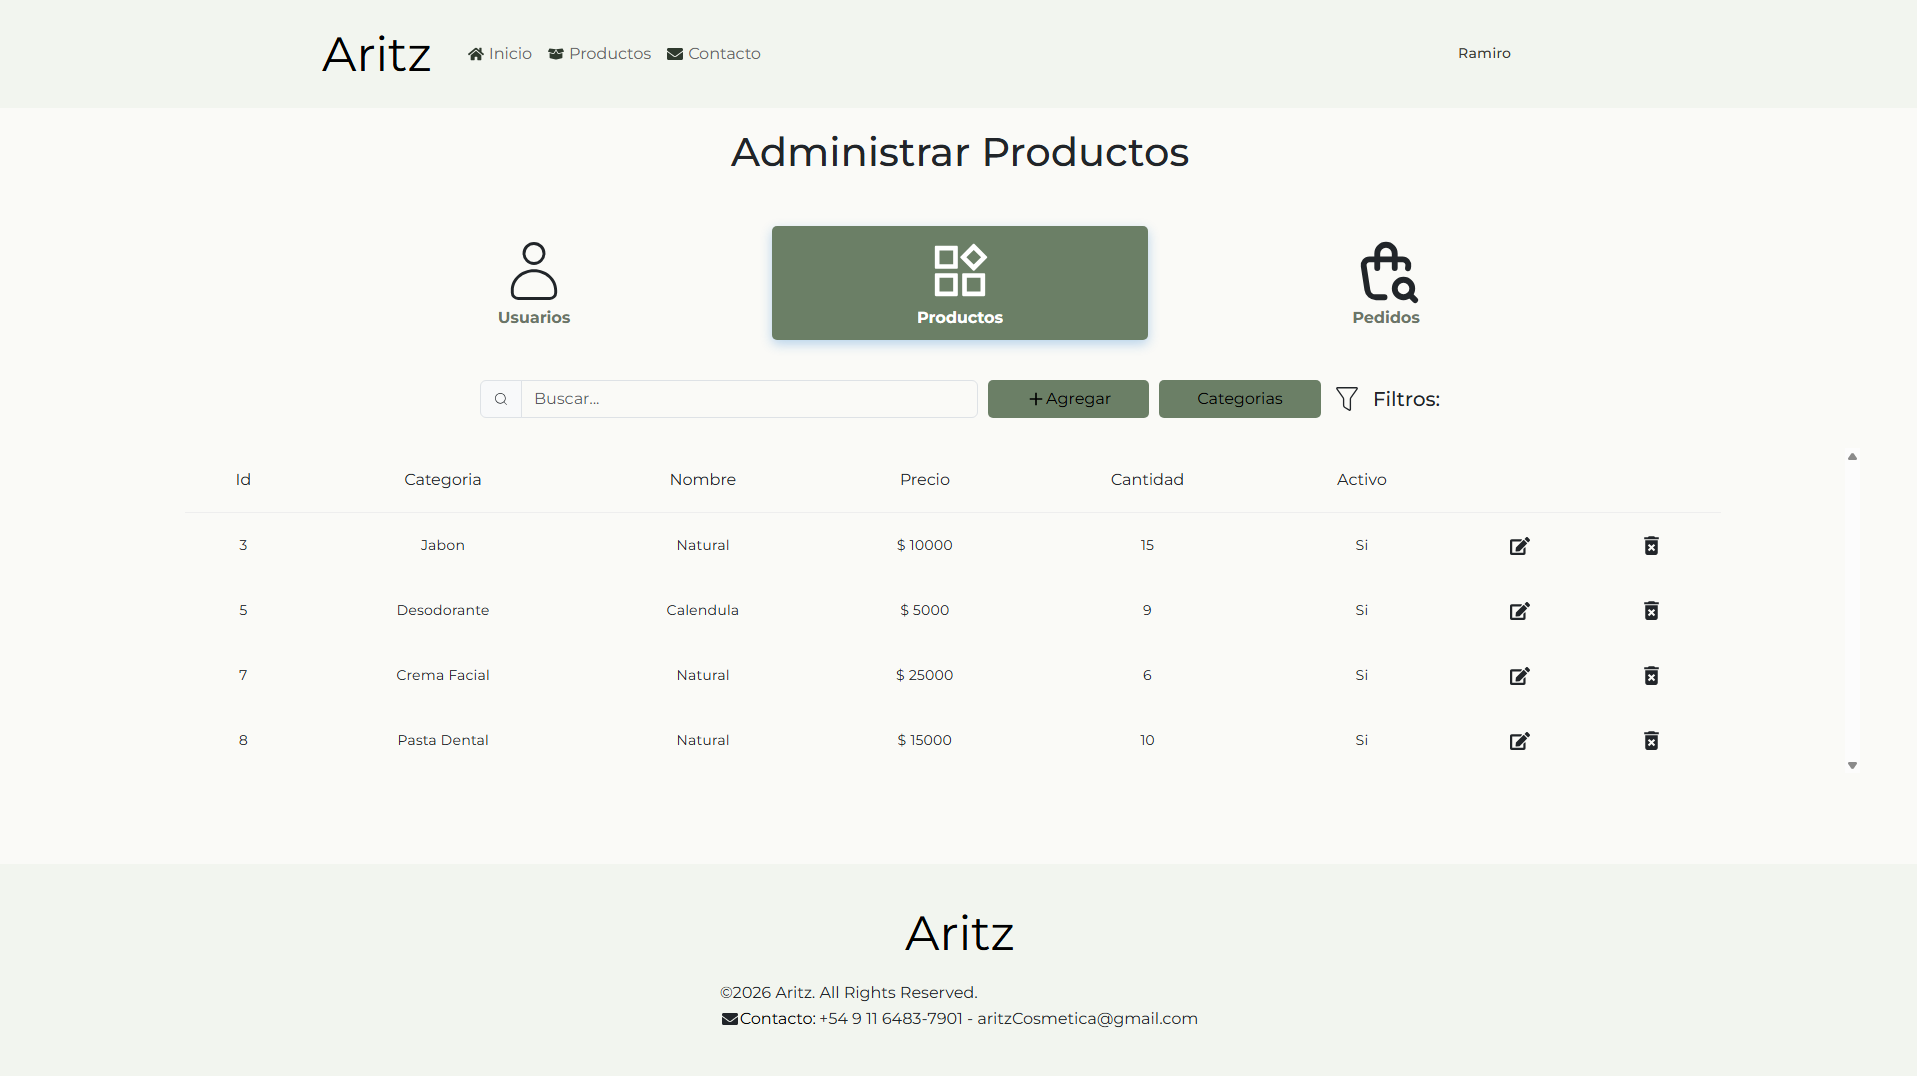 Aritz Inicio Productos Contacto Ramiro
Administrar Productos
Usuarios Productos Pedidos
Buscar... +Agregar Categorias Filtros:
Id Categoria Nombre Precio Cantidad Activo
3 Jabon Natural $ 10000 15 Si
5 Desodorante Calendula $ 5000 9 Si
7 Crema Facial Natural $ 25000 6 Si
8 Pasta Dental Natural $ 15000 10 Si
Aritz
©2026 Aritz. All Rights Reserved.
Contacto: +54 9 11 6483-7901 - aritzCosmetica@gmail.com